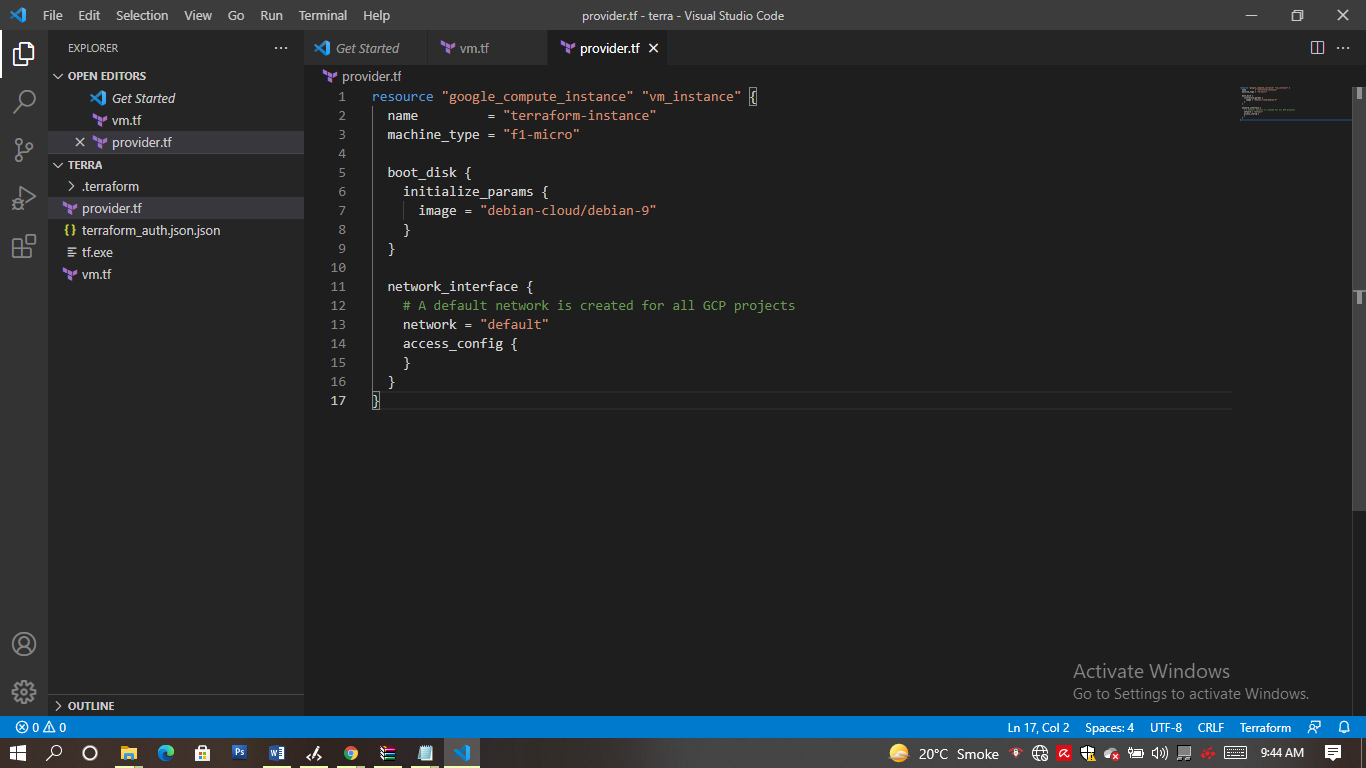 File Edit Selection View Go Run Terminal Help
provider.tf - terra - Visual Studio Code
EXPLORER
OPEN EDITORS
Get Started
vm.tf
provider.tf
TERRA
.terraform
provider.tf
{} terraform_auth.json.json
tf.exe
vm.tf
OUTLINE
Get Started vm.tf provider.tf
provider.tf
1 resource "google_compute_instance" "vm_instance" {
2 name         = "terraform-instance"
3 machine_type = "f1-micro"
4
5 boot_disk {
6 initialize_params {
7 image = "debian-cloud/debian-9"
8 }
9 }
10
11 network_interface {
12 # A default network is created for all GCP projects
13 network = "default"
14 access_config {
15 }
16 }
17 }
Activate Windows
Go to Settings to activate Windows.
0 0 Ln 17, Col 2 Spaces: 4 UTF-8 CRLF Terraform
Ps W 20°C Smoke 9:44 AM